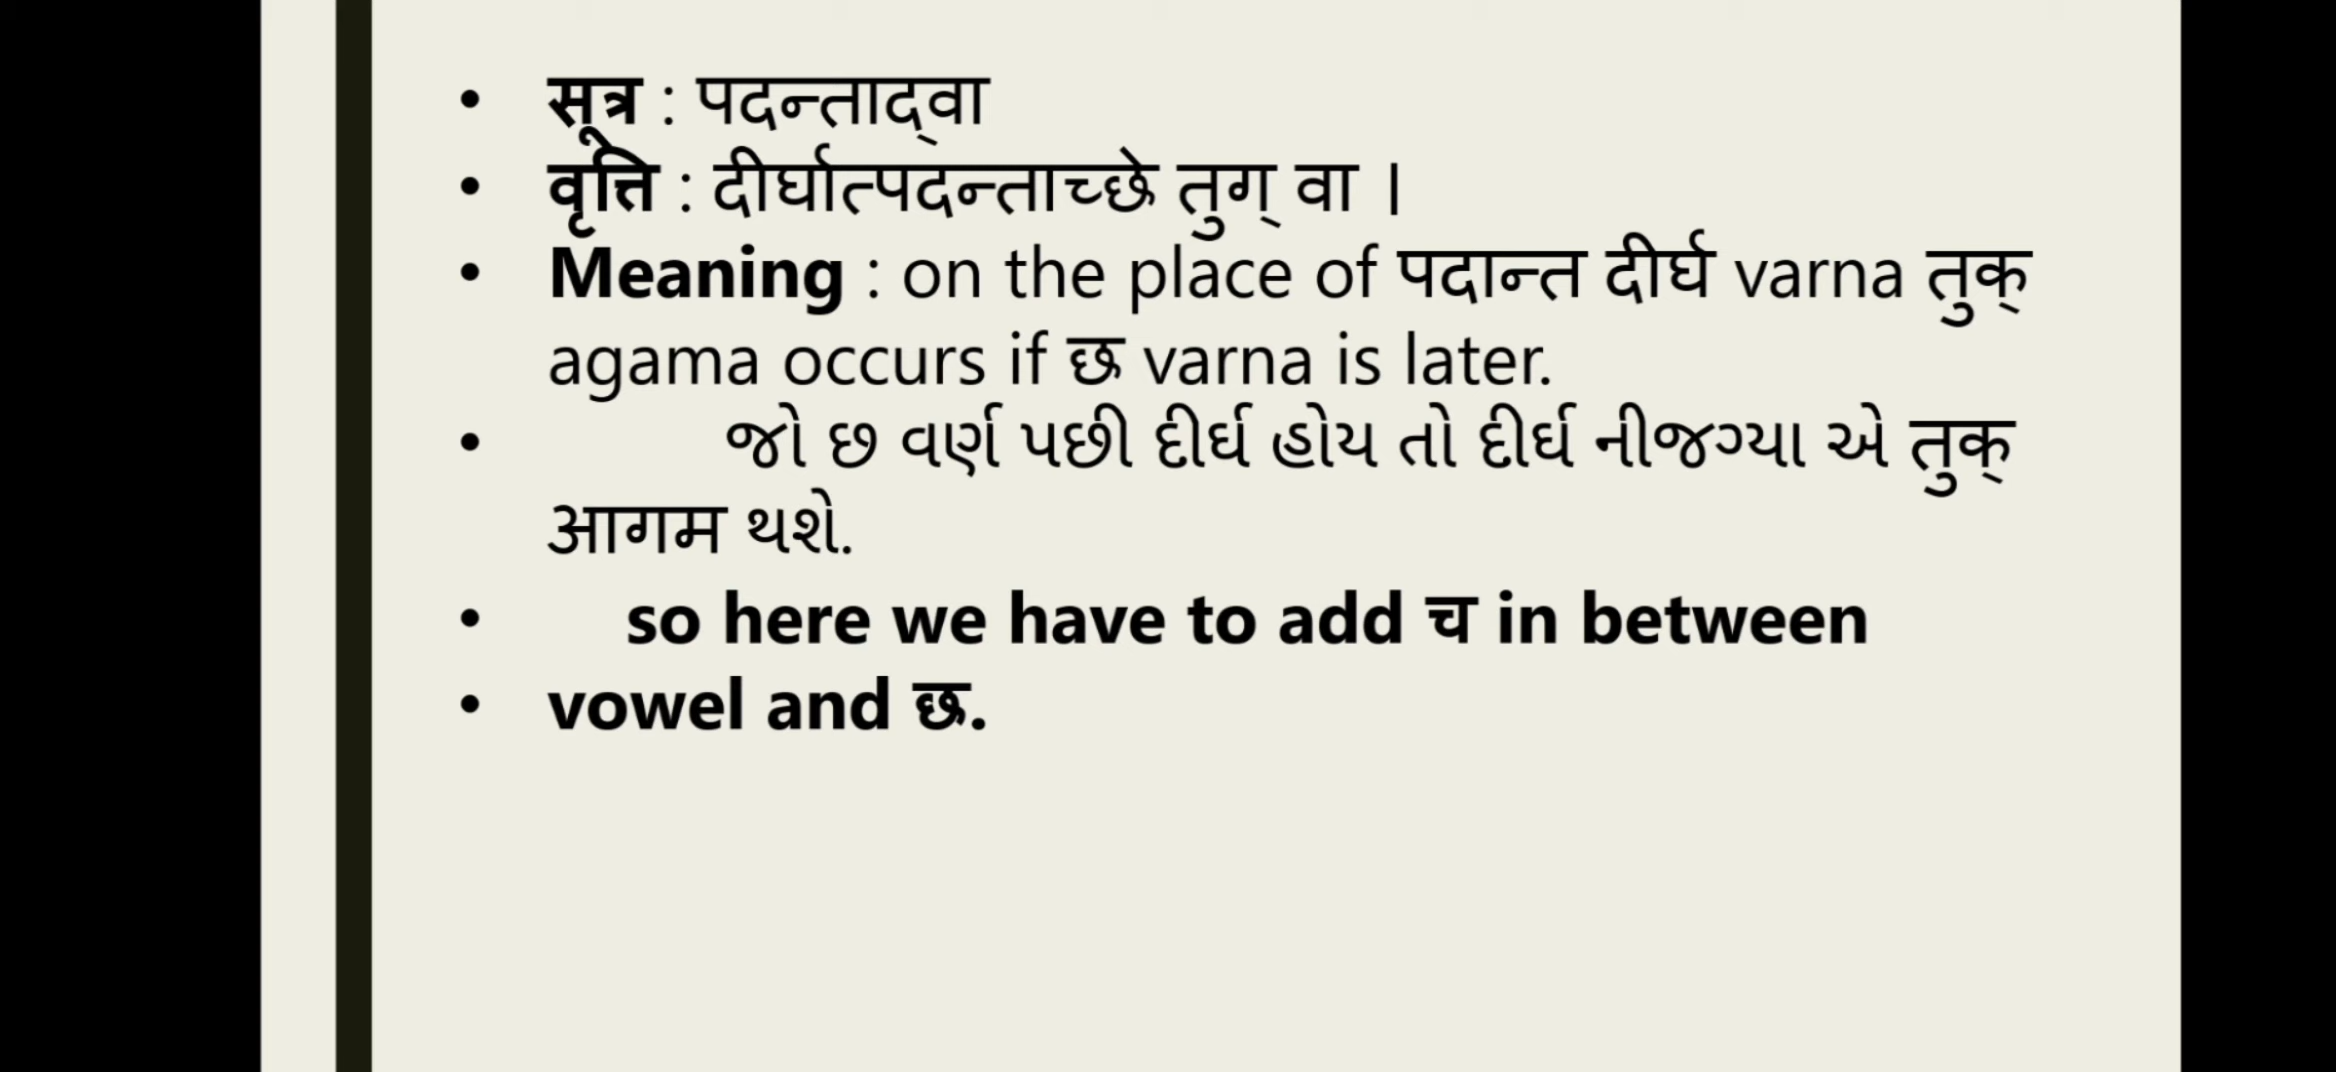 • सूत्र : पदन्ताद्‌वा
• वृत्ति : दीर्घात्पदन्ताच्छे तुग् वा ।
• Meaning : on the place of पदान्त दीर्घ varna तुक्
agama occurs if छ varna is later.
• જો છ વર્ણ પછી દીર્ઘ હોય તો દીર્ઘ નીજગ્યા એ तुक्
आगम થશે.
• so here we have to add च in between
• vowel and छ.